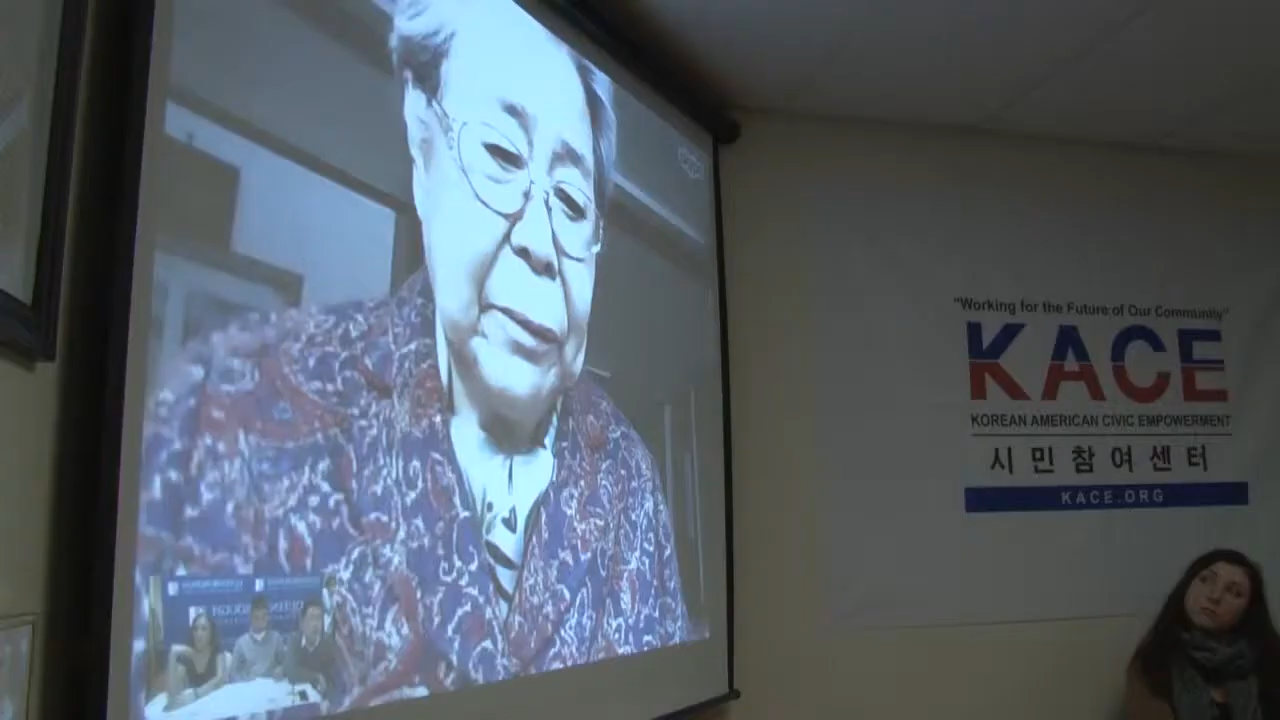 "Working for the Future of Our Community"
KACE
KOREAN AMERICAN CIVIC EMPOWERMENT
시민참여센터
KACE.ORG